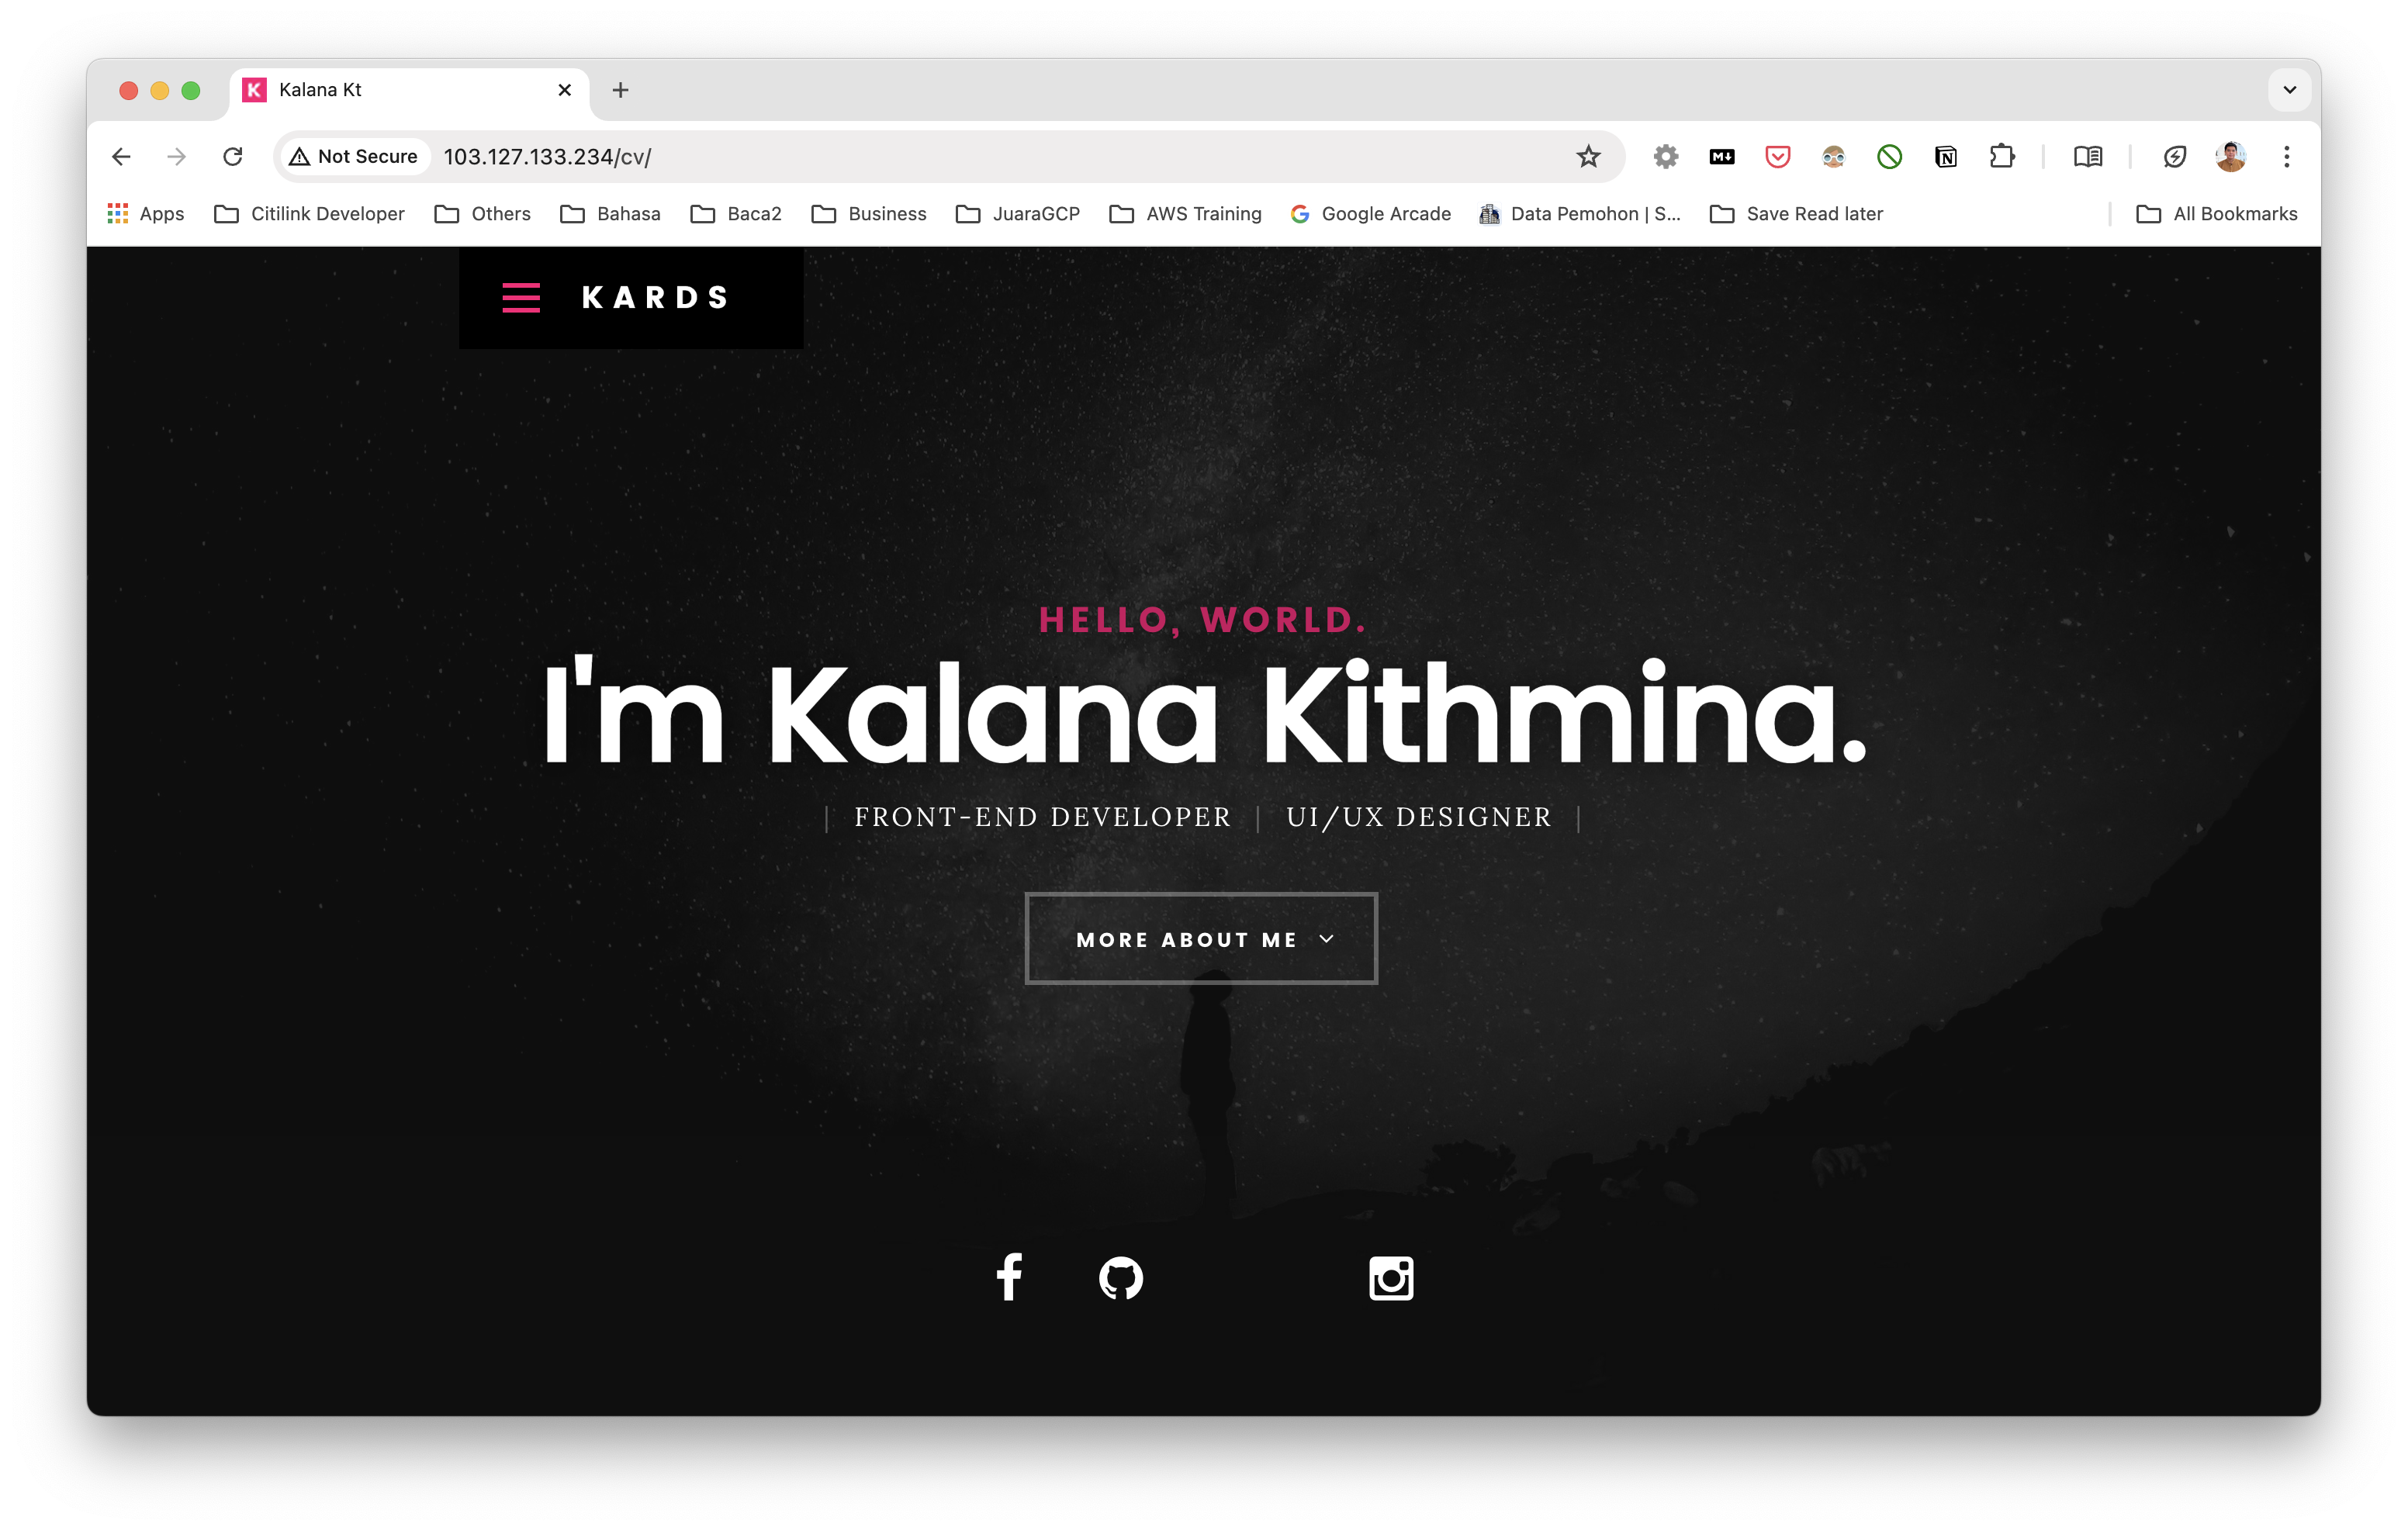 Kalana Kt
Not Secure 103.127.133.234/cv/
Apps Citilink Developer Others Bahasa Baca2 Business JuaraGCP AWS Training Google Arcade Data Pemohon | S... Save Read later All Bookmarks
KARDS
HELLO, WORLD.
I'm Kalana Kithmina.
| FRONT-END DEVELOPER | UI/UX DESIGNER |
MORE ABOUT ME